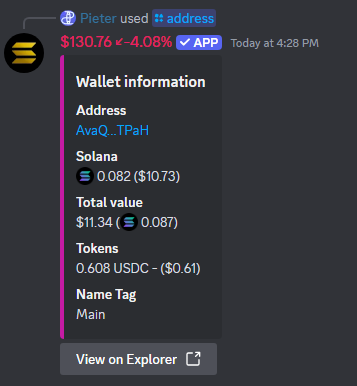 Pieter used address
$130.76 ↙-4.08% ✓ APP Today at 4:28 PM
Wallet information
Address
AvaQ...TPaH
Solana
0.082 ($10.73)
Total value
$11.34 ( 0.087)
Tokens
0.608 USDC - ($0.61)
Name Tag
Main
View on Explorer